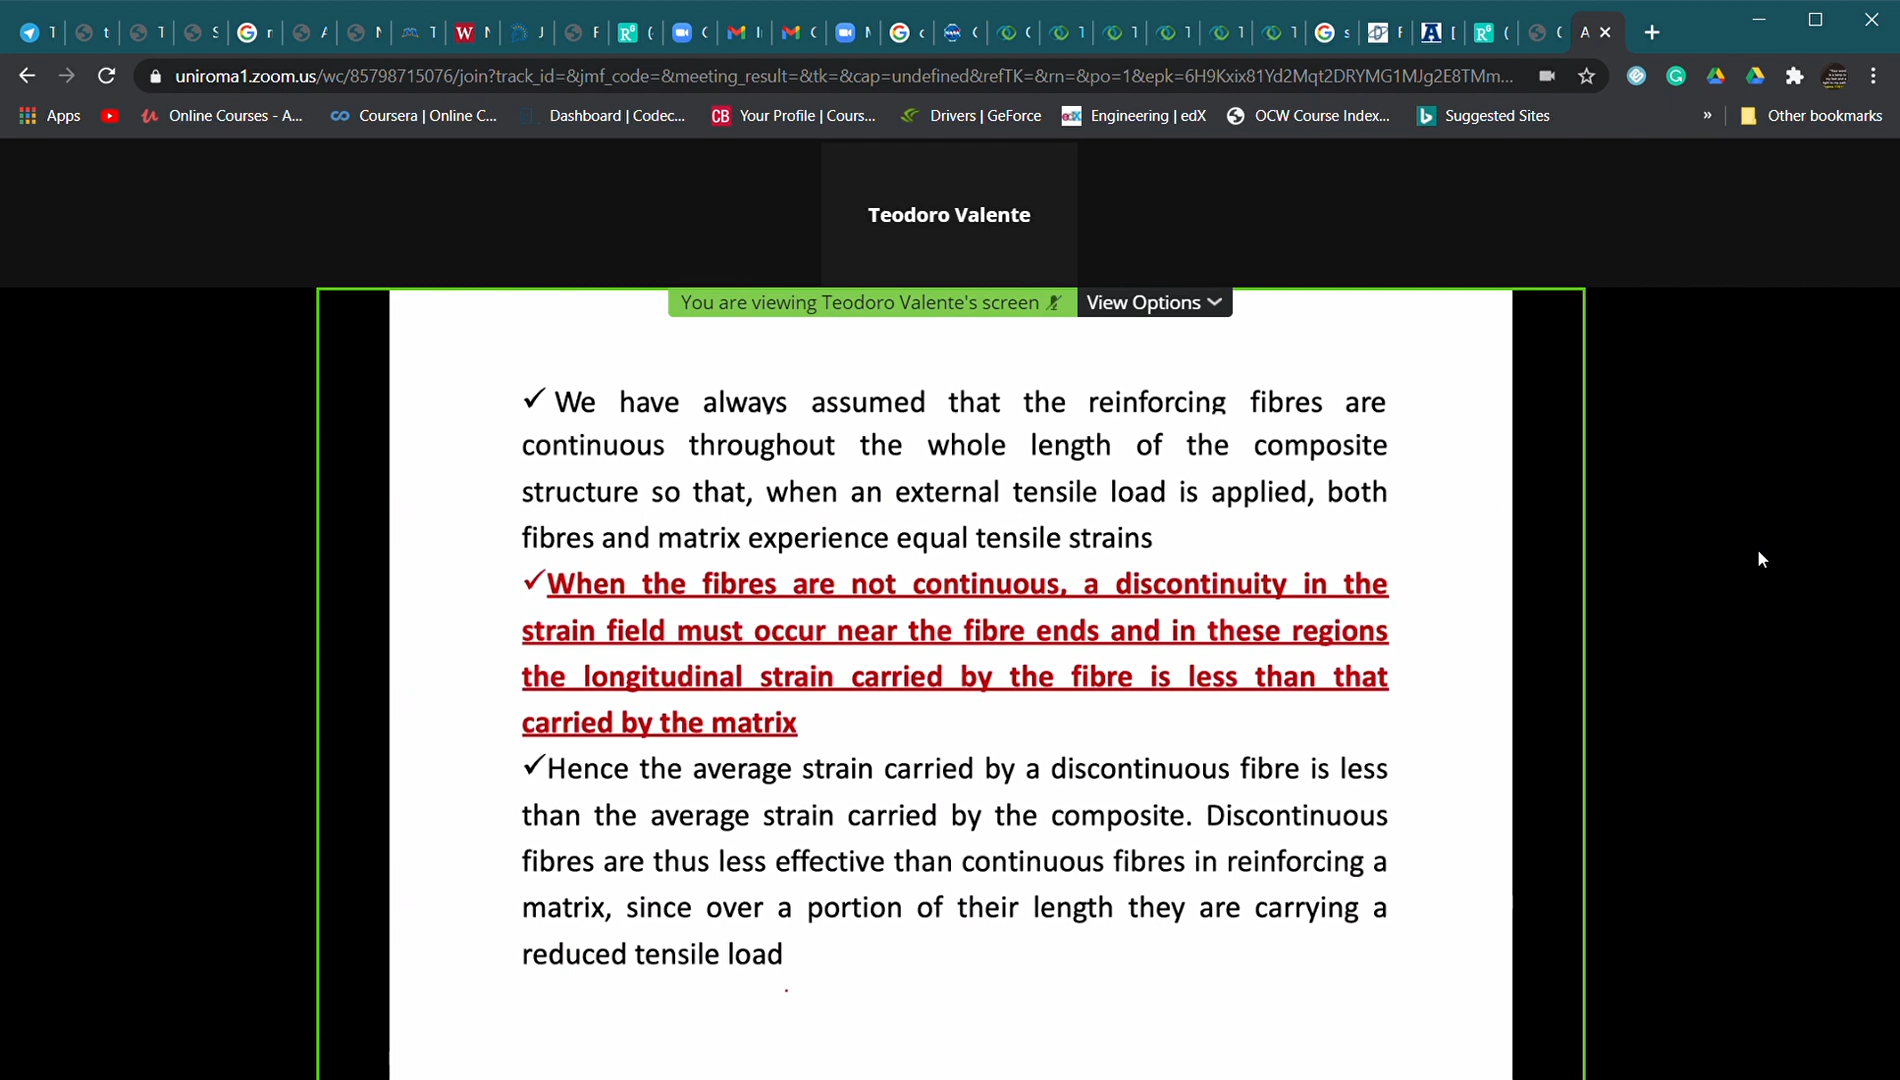 T t T S r A N T W N J F ( C I C M C C C T T T T T s F D ( C A
uniroma1.zoom.us/wc/85798715076/join?track_id=&jmf_code=&meeting_result=&tk=&cap=undefined&refTK=&rn=&po=1&epk=6H9Kxix81Yd2Mqt2DRYMG1MJg2E8TMm...
Apps Online Courses - A... Coursera | Online C... Dashboard | Codec... CB Your Profile | Cours... Drivers | GeForce edX Engineering | edX OCW Course Index... Suggested Sites » Other bookmarks
Teodoro Valente
You are viewing Teodoro Valente's screen View Options
✓ We have always assumed that the reinforcing fibres are
continuous throughout the whole length of the composite
structure so that, when an external tensile load is applied, both
fibres and matrix experience equal tensile strains
✓When the fibres are not continuous, a discontinuity in the
strain field must occur near the fibre ends and in these regions
the longitudinal strain carried by the fibre is less than that
carried by the matrix
✓Hence the average strain carried by a discontinuous fibre is less
than the average strain carried by the composite. Discontinuous
fibres are thus less effective than continuous fibres in reinforcing a
matrix, since over a portion of their length they are carrying a
reduced tensile load